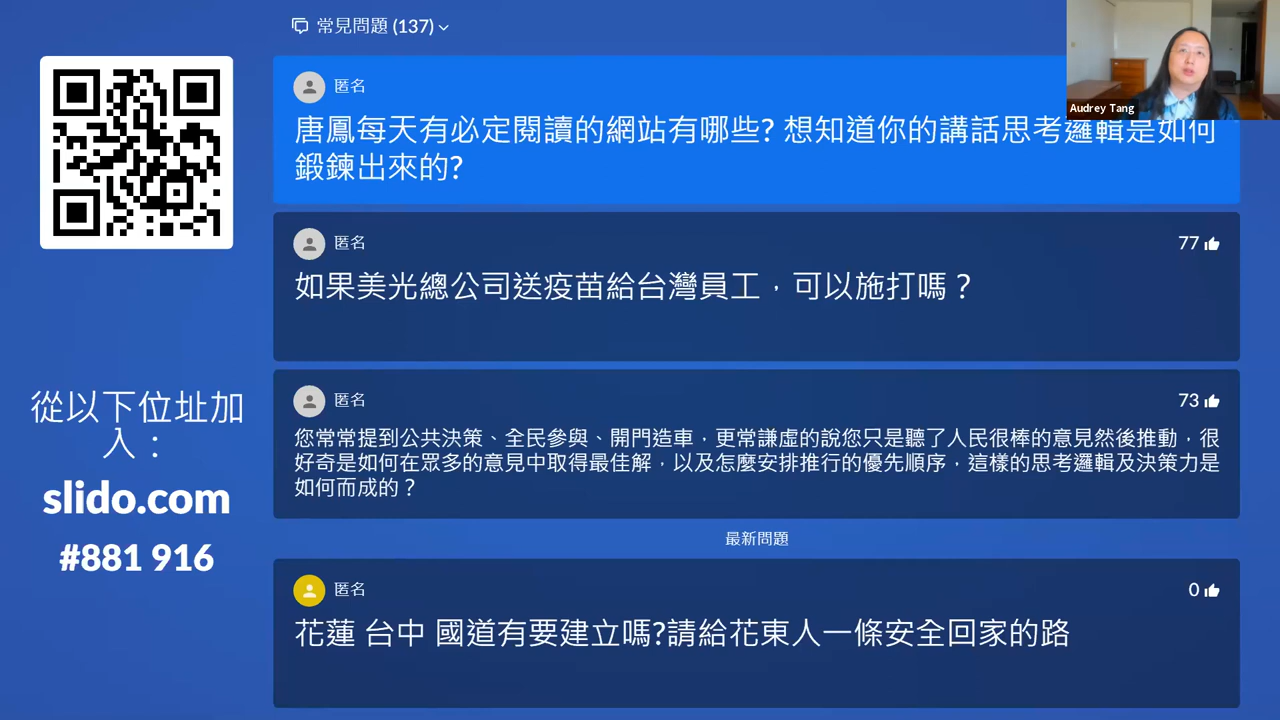 常見問題 (137)
Audrey Tang
匿名
唐鳳每天有必定閱讀的網站有哪些? 想知道你的講話思考邏輯是如何
鍛鍊出來的?
匿名
77
如果美光總公司送疫苗給台灣員工，可以施打嗎？
匿名
73
您常常提到公共決策、全民參與、開門造車，更常謙虛的說您只是聽了人民很棒的意見然後推動，很
好奇是如何在眾多的意見中取得最佳解，以及怎麼安排推行的優先順序，這樣的思考邏輯及決策力是
如何而成的？
最新問題
匿名
0
花蓮 台中 國道有要建立嗎?請給花東人一條安全回家的路
從以下位址加
入：
slido.com
#881 916